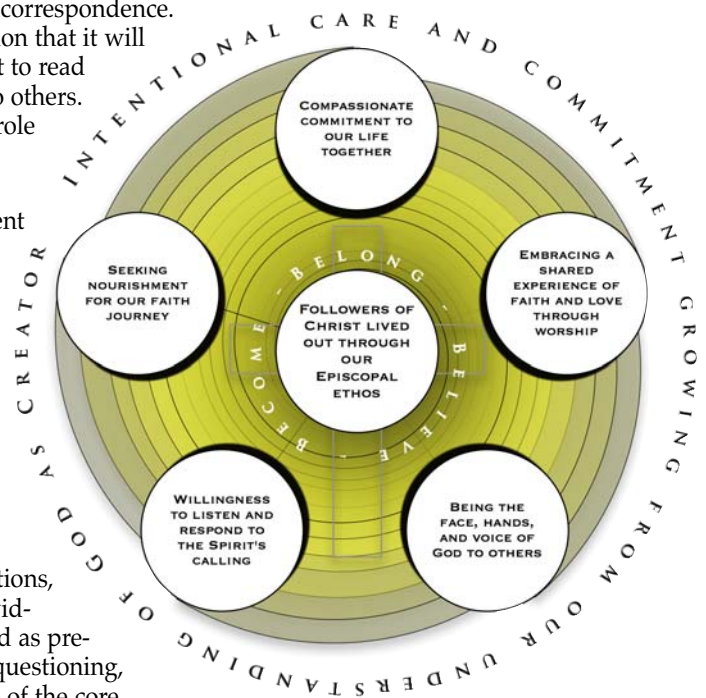 correspondence.
ion that it will
t to read
o others.
role
ent
tions,
vid-
d as pre-
questioning,
of the core
INTENTIONAL CARE AND COMMITMENT GROWING FROM OUR UNDERSTANDING OF GOD AS CREATOR
COMPASSIONATE
COMMITMENT TO
OUR LIFE
TOGETHER
EMBRACING A
SHARED
EXPERIENCE OF
FAITH AND LOVE
THROUGH
WORSHIP
BEING THE
FACE, HANDS,
AND VOICE OF
GOD TO OTHERS
WILLINGNESS
TO LISTEN AND
RESPOND TO
THE SPIRIT'S
CALLING
SEEKING
NOURISHMENT
FOR OUR FAITH
JOURNEY
- BELONG - BELIEVE - BECOME
FOLLOWERS OF
CHRIST LIVED
OUT THROUGH
OUR
EPISCOPAL
ETHOS